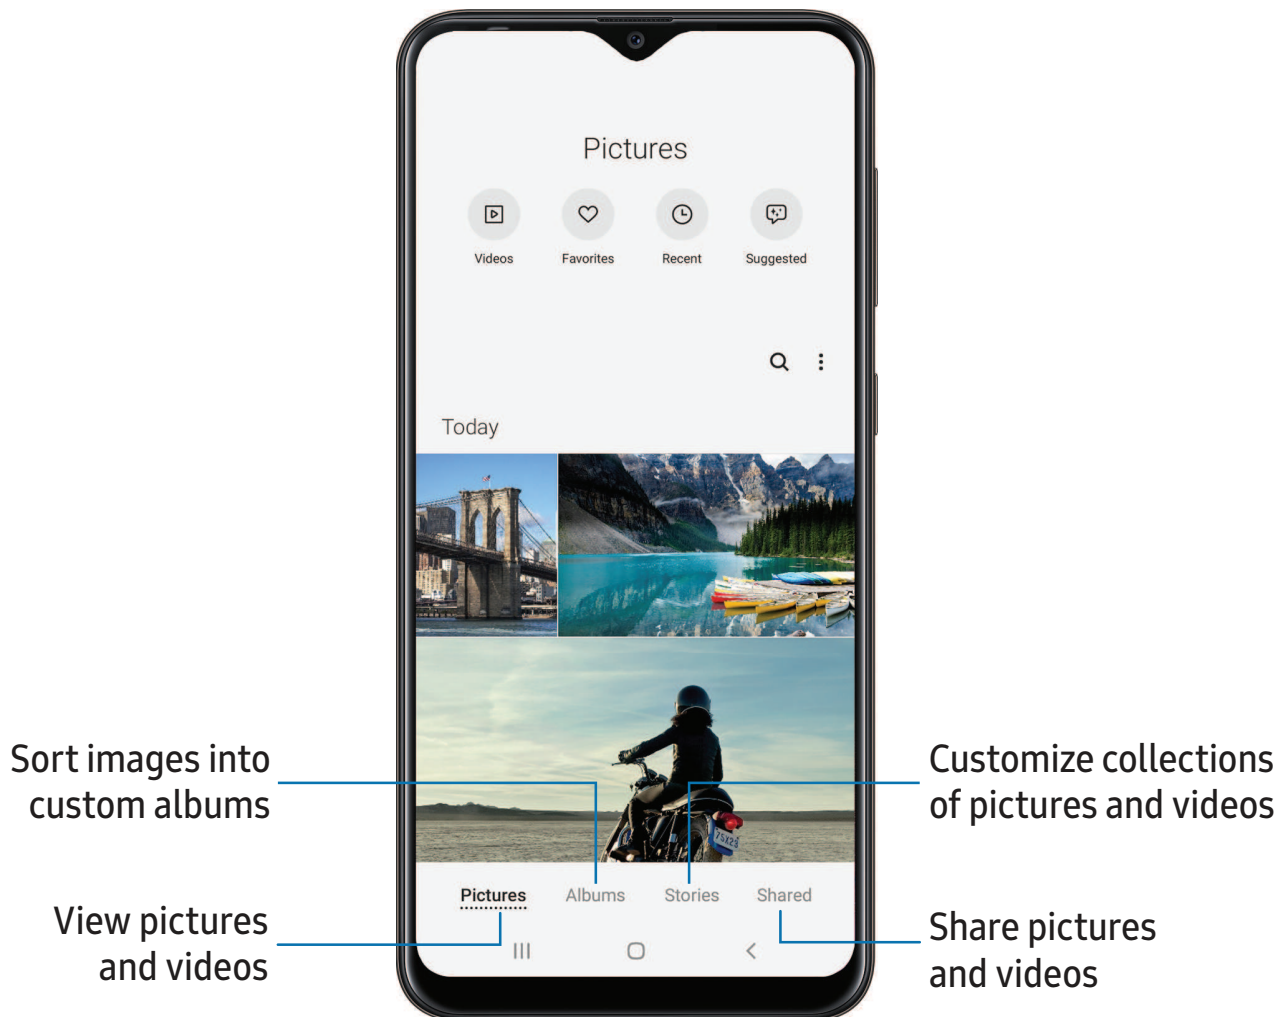 Pictures
Videos Favorites Recent Suggested
Today
Sort images into
custom albums
Customize collections
of pictures and videos
75X29
Pictures Albums Stories Shared
View pictures
and videos
Share pictures
and videos